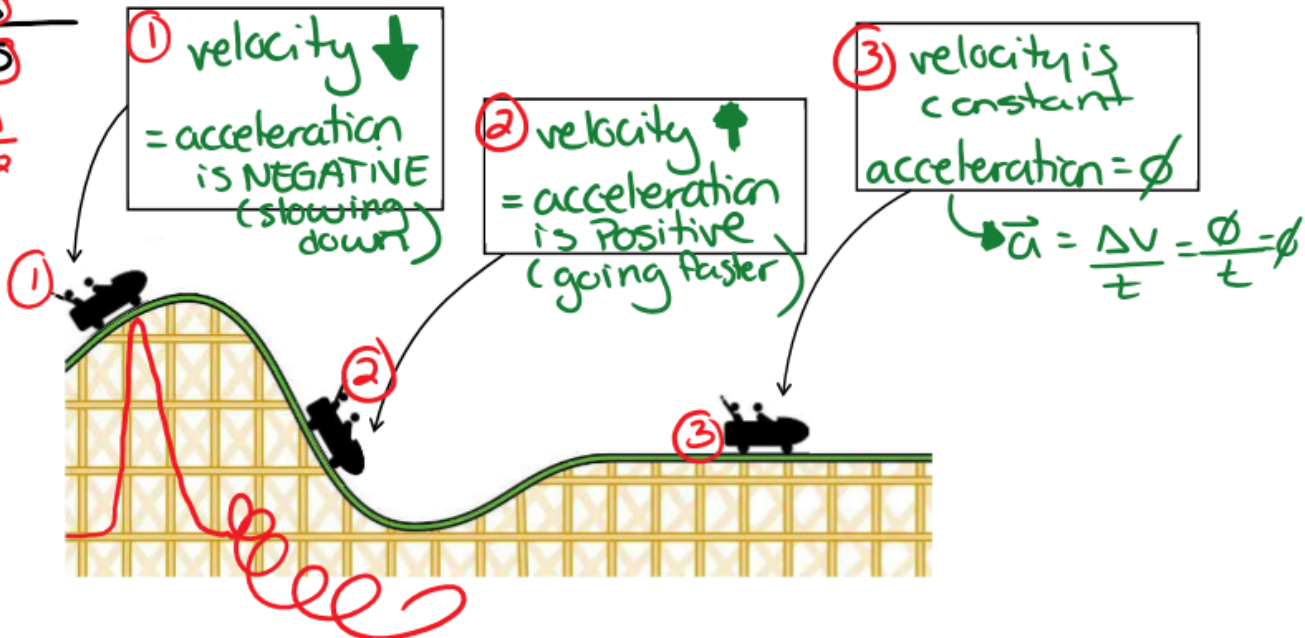 ① velocity ↓
= acceleration
is NEGATIVE
(slowing
down)
② velocity ↑
= acceleration
is Positive
(going faster)
③ velocity is
constant
acceleration = ∅
a⃗ = ΔV/t = ∅/t = ∅
①
②
③